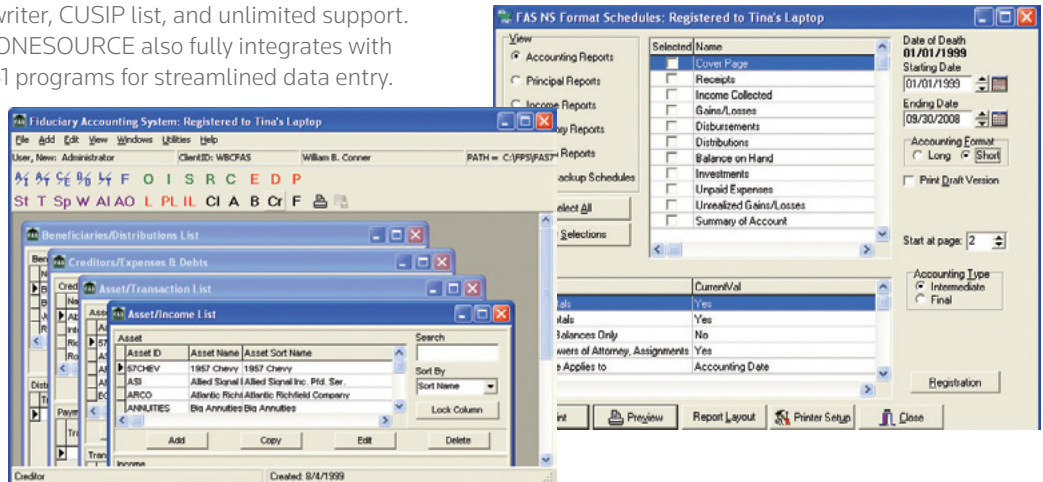 writer, CUSIP list, and unlimited support.
ONESOURCE also fully integrates with
programs for streamlined data entry.
FAS NS Format Schedules: Registered to Tina's Laptop
View
Accounting Reports
Principal Reports
Income Reports
Reports
Reports
Backup Schedules
Select All
Selections
Selected Name
Cover Page
Receipts
Income Collected
Gains/Losses
Disbursements
Distributions
Balance on Hand
Investments
Unpaid Expenses
Unrealized Gains/Losses
Summary of Account
Date of Death
01/01/1999
Starting Date
01/01/1999
Ending Date
09/30/2008
Accounting Format
Long Short
Print Draft Version
Start at page: 2
Accounting Type
Intermediate
Final
Registration
CurrentVal
Yes
Yes
Balances Only No
Powers of Attorney, Assignments Yes
Applies to Accounting Date
Preview Report Layout Printer Setup Close
Fiduciary Accounting System: Registered to Tina's Laptop
File Add Edit View Windows Utilities Help
User, New: Administrator ClientID: WBCFAS William B. Conner PATH = C:\FPS\FAS7
F O I S R C E D P
St T Sp W AI AO L PL IL CI A B Cr F
Beneficiaries/Distributions List
Creditors/Expenses & Debts
Asset/Transaction List
Asset/Income List
Asset
Asset ID Asset Name Asset Sort Name
57CHEV 1957 Chevy 1957 Chevy
ASI Allied Signal I Allied Signal Inc. Pfd. Ser.
ARCO Atlantic Richf Atlantic Richfield Company
ANNUITIES Big Annuities Big Annuities
Search
Sort By
Sort Name
Lock Column
Add Copy Edit Delete
Income
Creditor Created: 8/4/1999